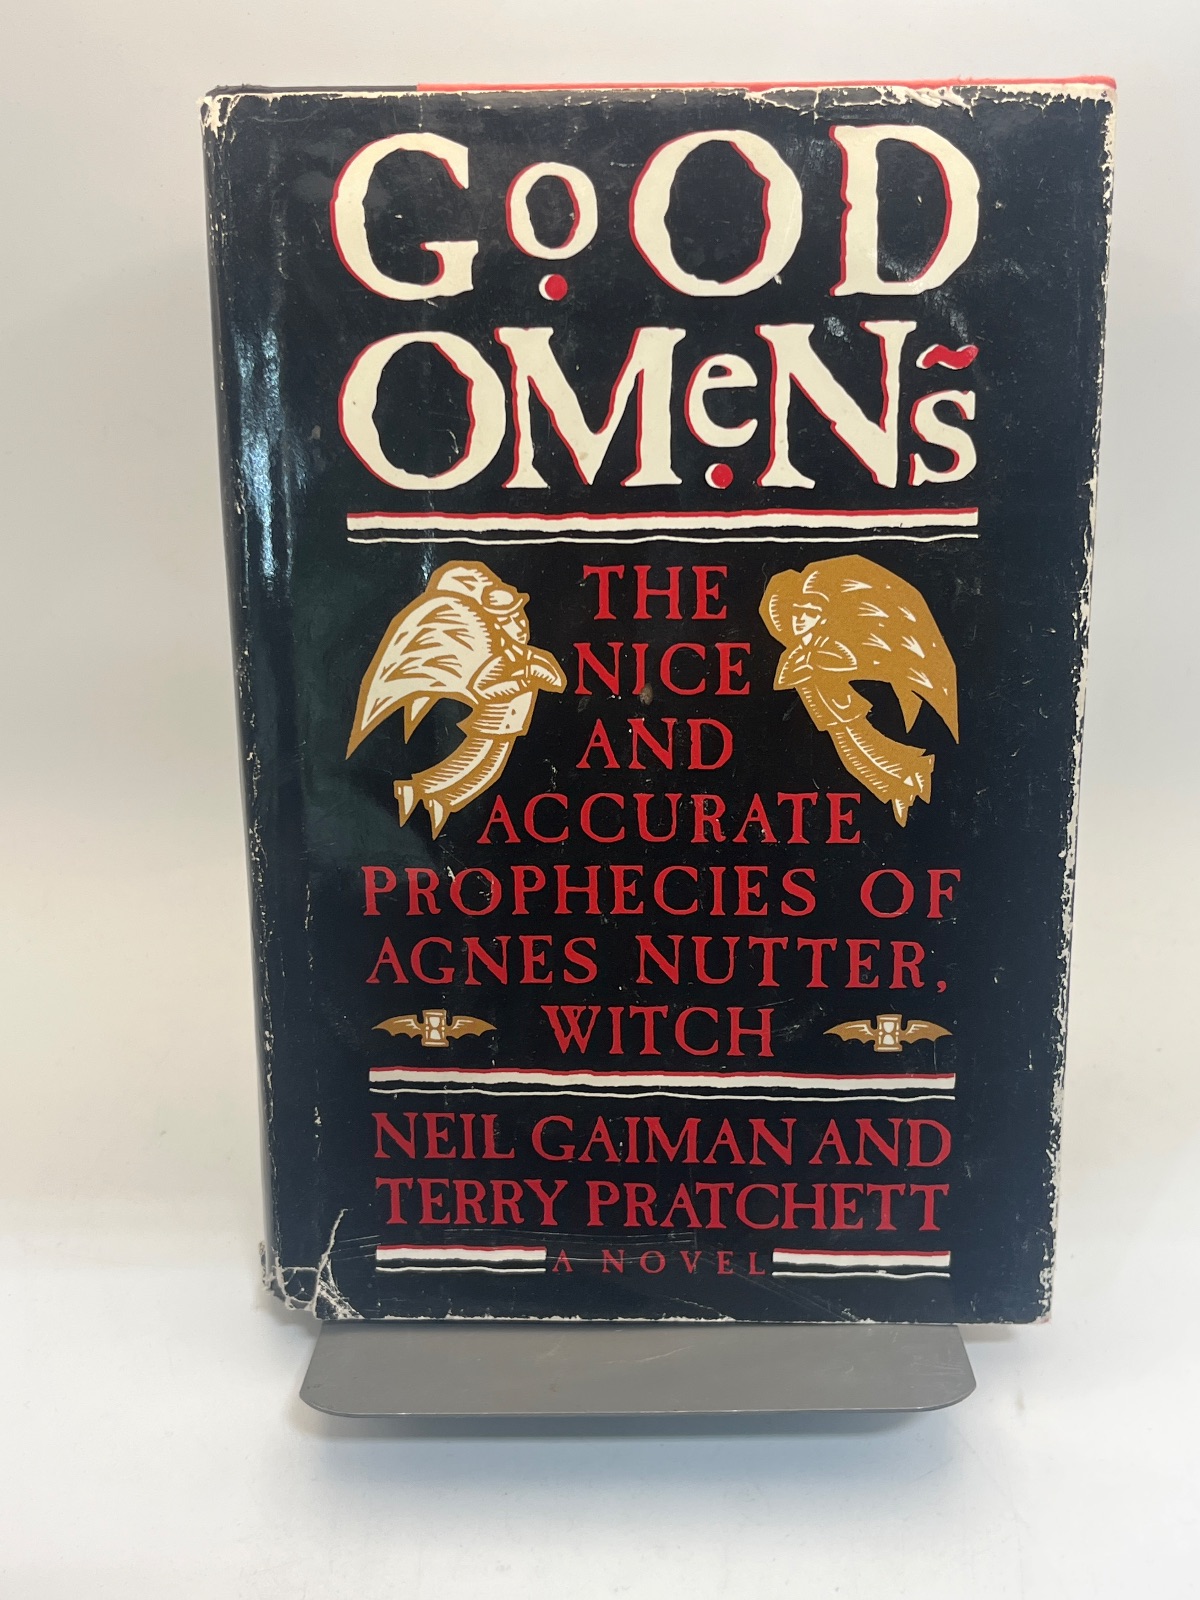 GoOD
OMeNs̃
THE
NICE
AND
ACCURATE
PROPHECIES OF
AGNES NUTTER,
WITCH
NEIL GAIMAN AND
TERRY PRATCHETT
A NOVEL